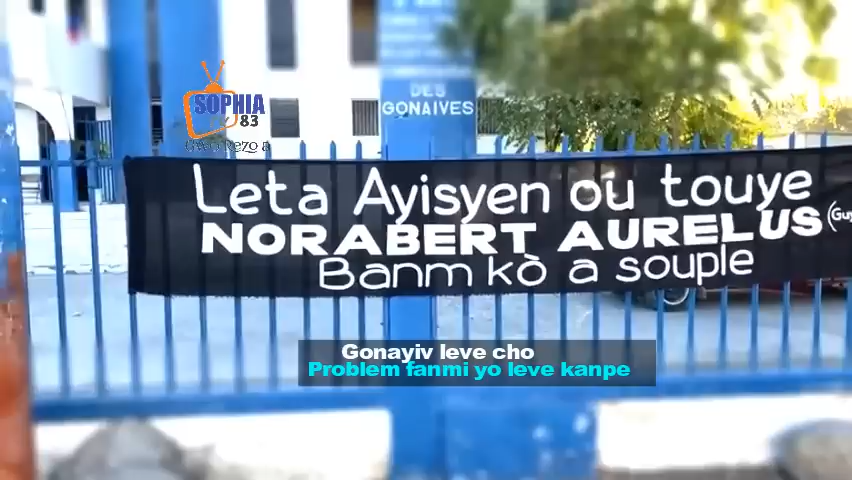 DES
GONAIVES
SOPHIA
83
Leta Ayisyen ou touye
NORABERT AURELUS (Guy
Banm kò a souple
Gonayiv leve cho
Problem fanmi yo leve kanpe